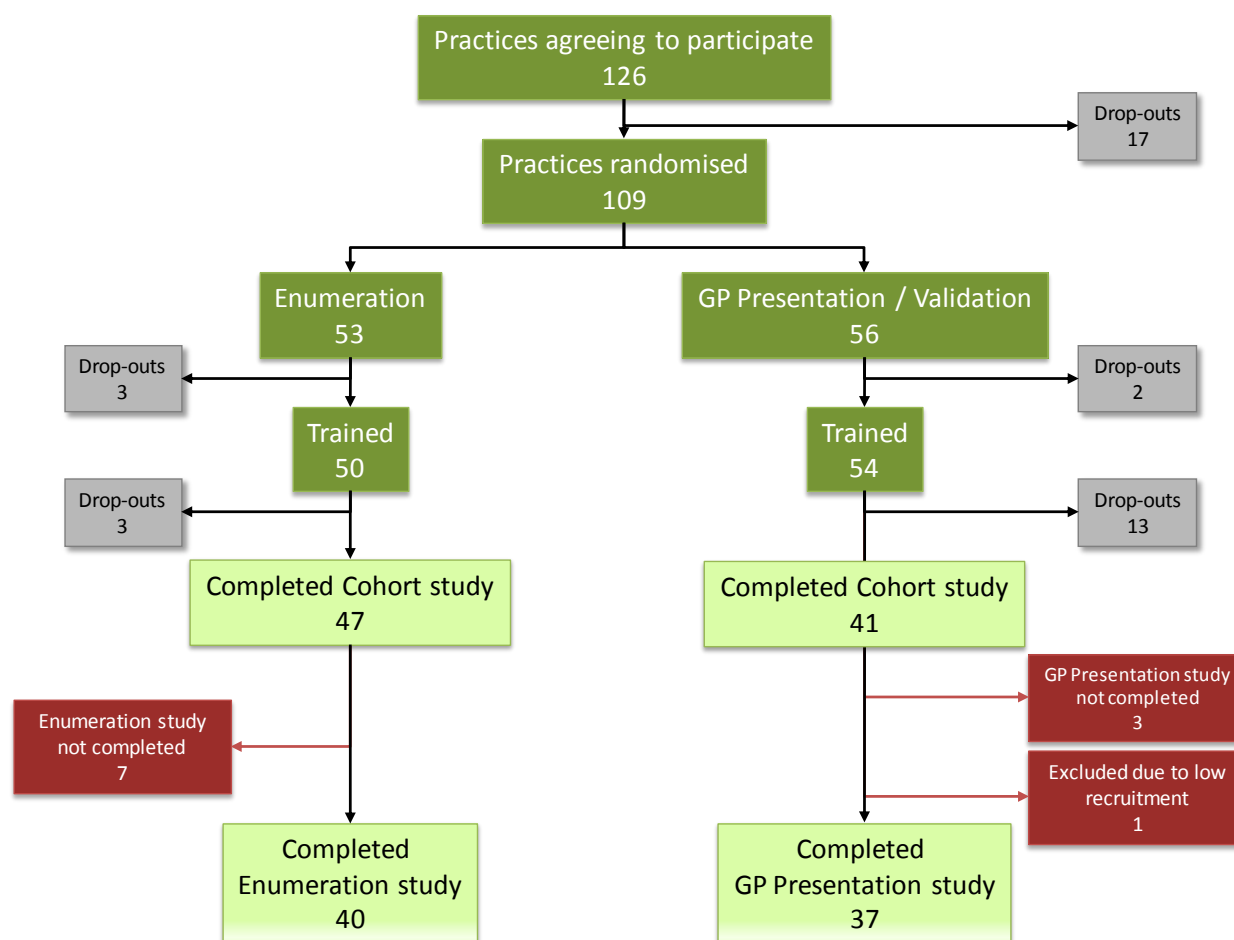 Practices agreeing to participate
126
Drop-outs
17
Practices randomised
109
Enumeration
53
GP Presentation / Validation
56
Drop-outs
3
Drop-outs
2
Trained
50
Trained
54
Drop-outs
3
Drop-outs
13
Completed Cohort study
47
Completed Cohort study
41
GP Presentation study
not completed
3
Enumeration study
not completed
7
Excluded due to low
recruitment
1
Completed
Enumeration study
40
Completed
GP Presentation study
37